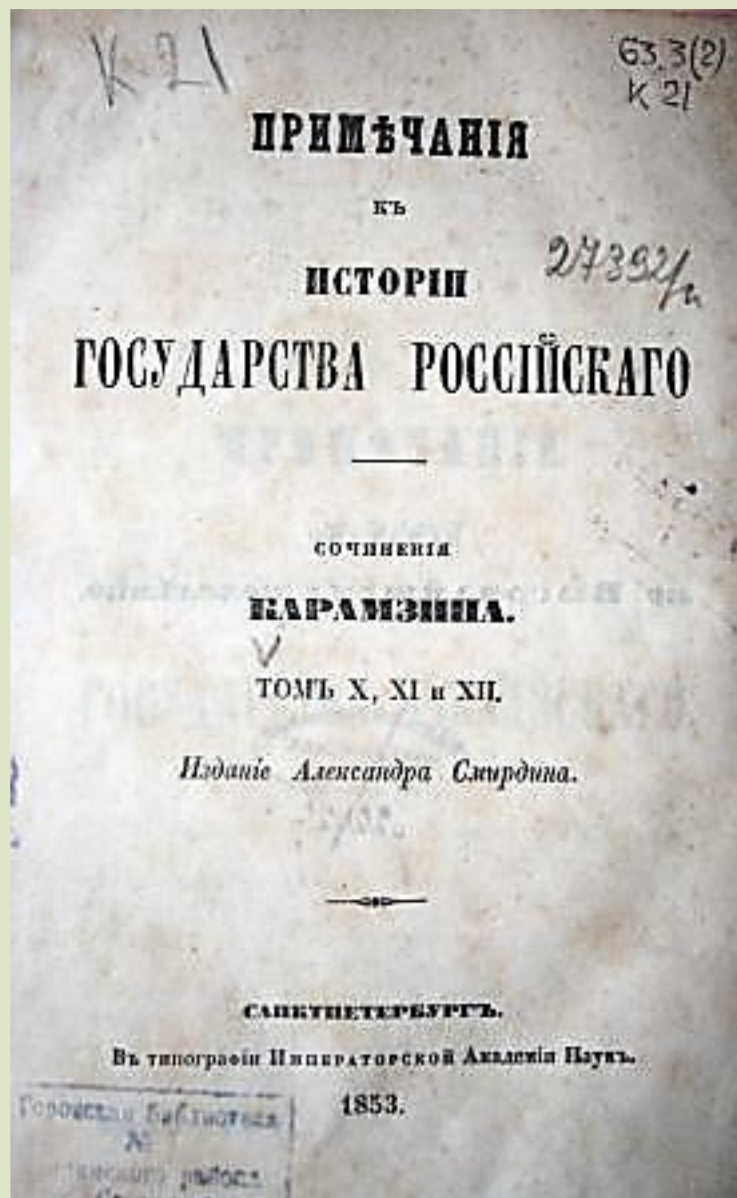 К 21
63.3(2)
К 21
ПРИМѢЧАНІЯ
КЪ
ИСТОРІИ
27392/
ГОСУДАРСТВА РОССІЙСКАГО
СОЧИНЕНІЯ
КАРАМЗИНА.
V
ТОМЪ X, XI и XII.
Изданіе Александра Смирдина.
САНКТПЕТЕРБУРГЪ.
Въ типографіи Императорской Академіи Наукъ.
1853.
Городская библиотека
№
района